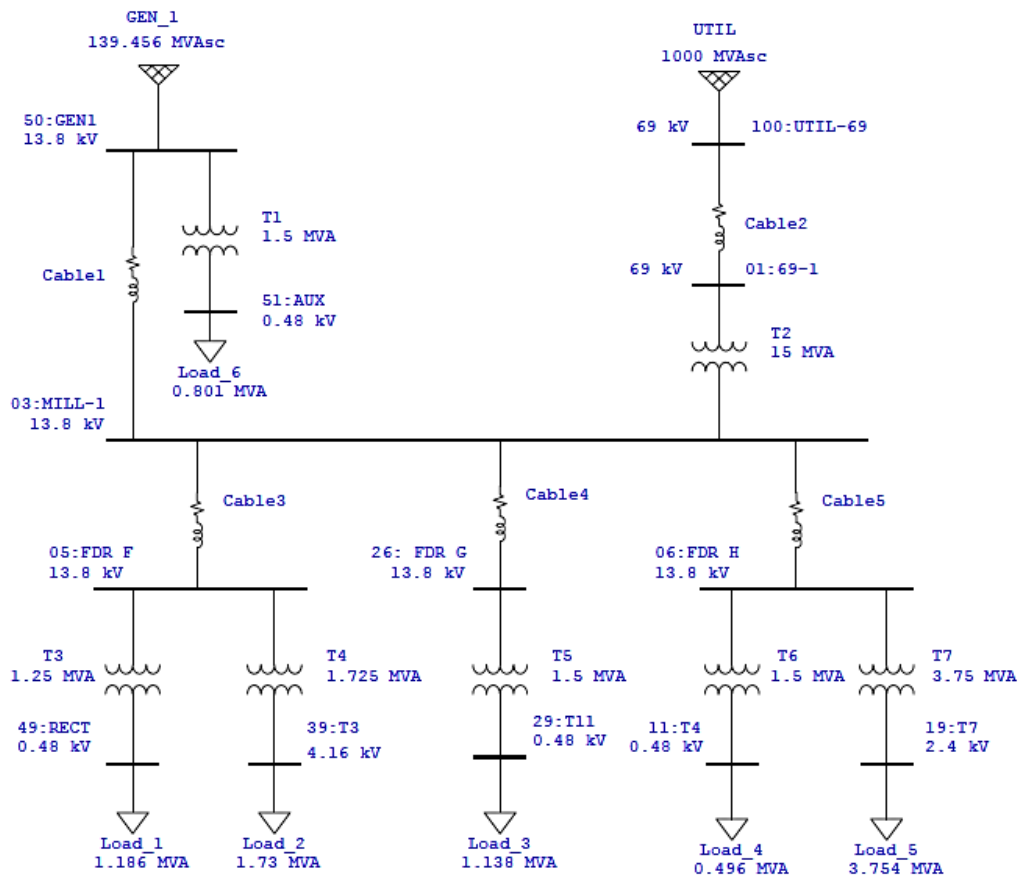 GEN_1
139.456 MVAsc
UTIL
1000 MVAsc
50:GEN1
13.8 kV
69 kV
100:UTIL-69
T1
1.5 MVA
Cable2
Cable1
69 kV
01:69-1
51:AUX
0.48 kV
T2
15 MVA
Load_6
0.801 MVA
03:MILL-1
13.8 kV
Cable3
Cable4
Cable5
05:FDR F
13.8 kV
26: FDR G
13.8 kV
06:FDR H
13.8 kV
T3
1.25 MVA
T4
1.725 MVA
T5
1.5 MVA
T6
1.5 MVA
T7
3.75 MVA
49:RECT
0.48 kV
39:T3
4.16 kV
29:T11
0.48 kV
11:T4
0.48 kV
19:T7
2.4 kV
Load_1
1.186 MVA
Load_2
1.73 MVA
Load_3
1.138 MVA
Load_4
0.496 MVA
Load_5
3.754 MVA